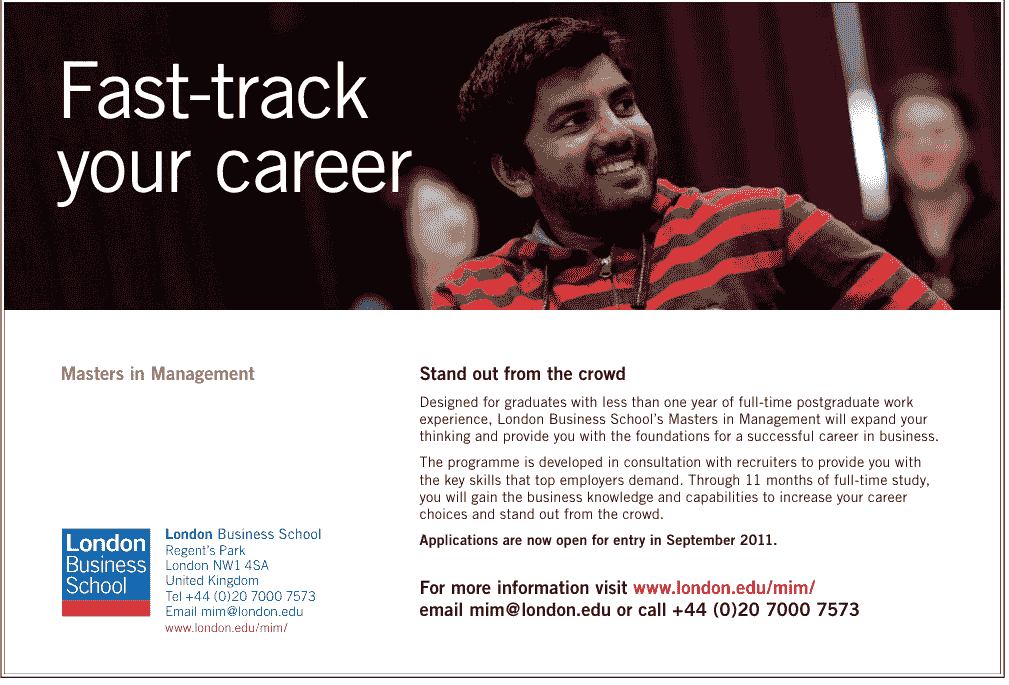 Fast-track
your career
Masters in Management
Stand out from the crowd
Designed for graduates with less than one year of full-time postgraduate work
experience, London Business School's Masters in Management will expand your
thinking and provide you with the foundations for a successful career in business.
The programme is developed in consultation with recruiters to provide you with
the key skills that top employers demand. Through 11 months of full-time study,
you will gain the business knowledge and capabilities to increase your career
choices and stand out from the crowd.
Applications are now open for entry in September 2011.
For more information visit www.london.edu/mim/
email mim@london.edu or call +44 (0)20 7000 7573
London
Business
School
London Business School
Regent's Park
London NW1 4SA
United Kingdom
Tel +44 (0)20 7000 7573
Email mim@london.edu
www.london.edu/mim/